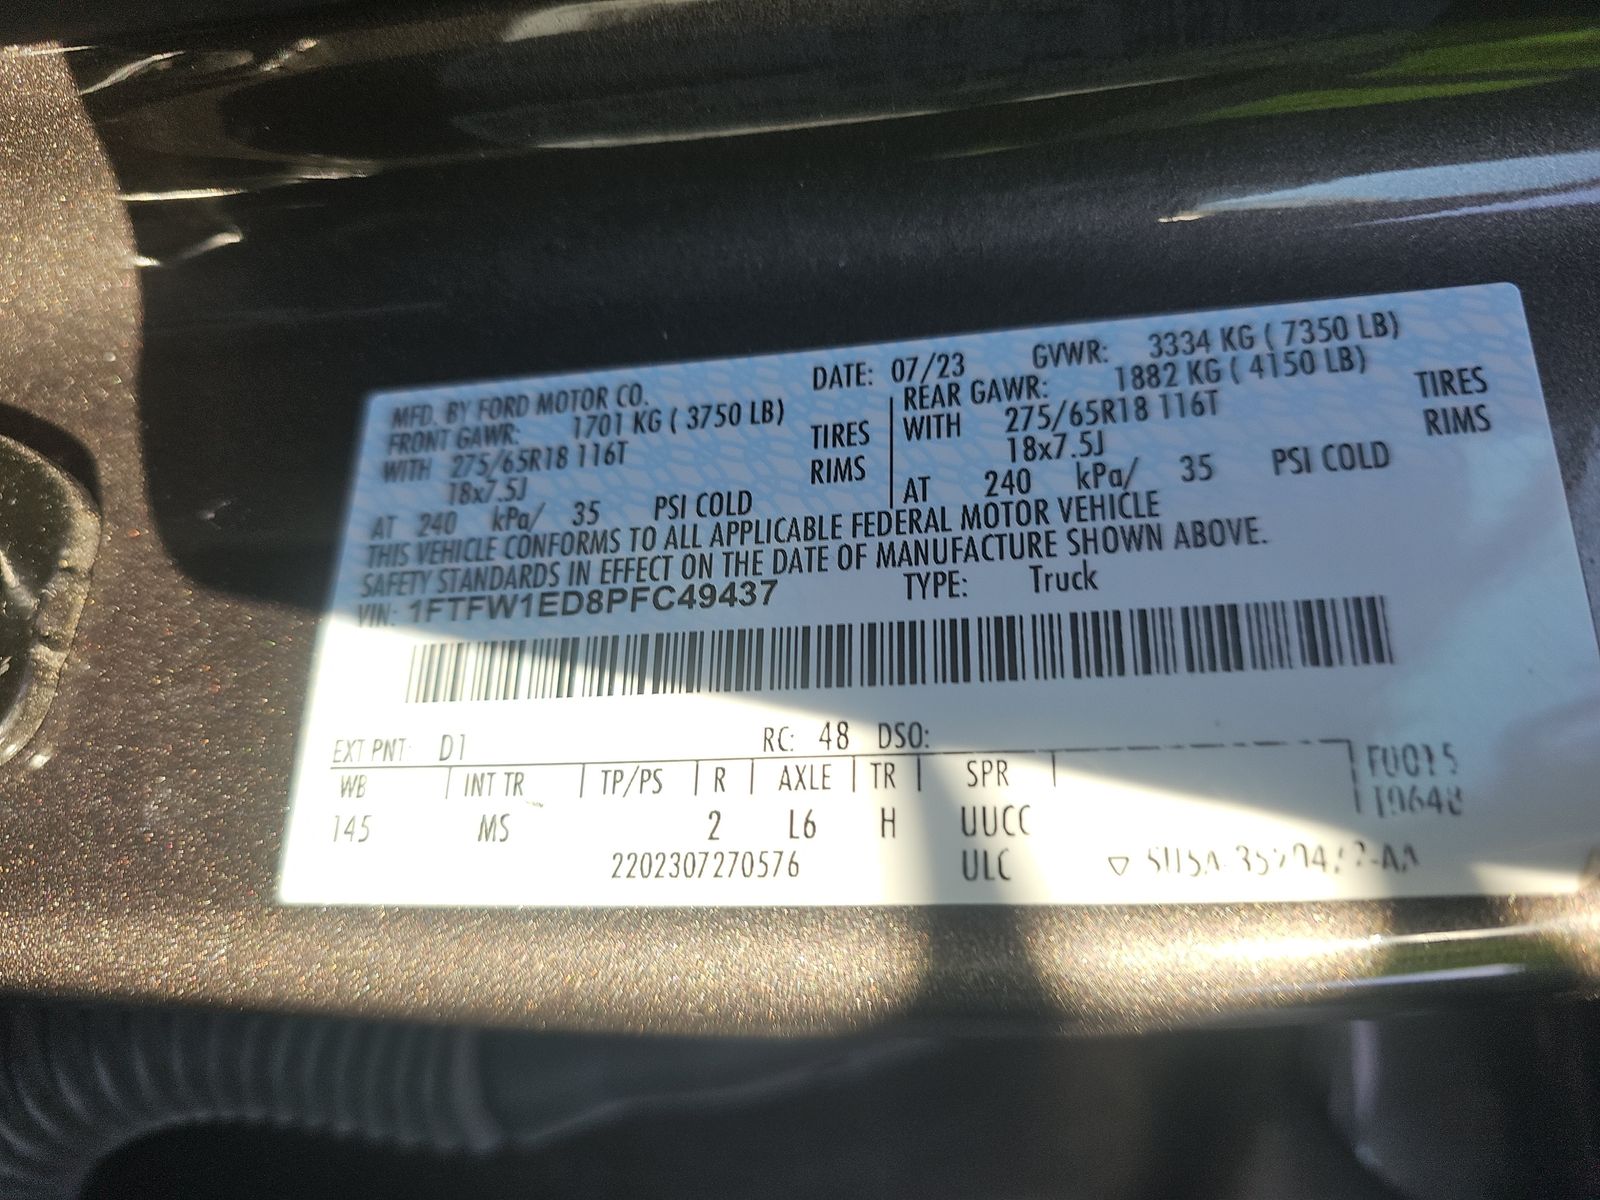 MFD. BY FORD MOTOR CO. DATE: 07/23 GVWR: 3334 KG ( 7350 LB)
FRONT GAWR: 1701 KG ( 3750 LB) REAR GAWR: 1882 KG ( 4150 LB)
WITH 275/65R18 116T TIRES WITH 275/65R18 116T TIRES
18x7.5J RIMS 18x7.5J RIMS
AT 240 kPa/ 35 PSI COLD AT 240 kPa/ 35 PSI COLD
THIS VEHICLE CONFORMS TO ALL APPLICABLE FEDERAL MOTOR VEHICLE
SAFETY STANDARDS IN EFFECT ON THE DATE OF MANUFACTURE SHOWN ABOVE.
VIN: 1FTFW1ED8PFC49437 TYPE: Truck
EXT PNT: D1 RC: 48 DSO:
WB INT TR TP/PS R AXLE TR SPR
145 MS 2 L6 H UUCC
2202307270576 ULC